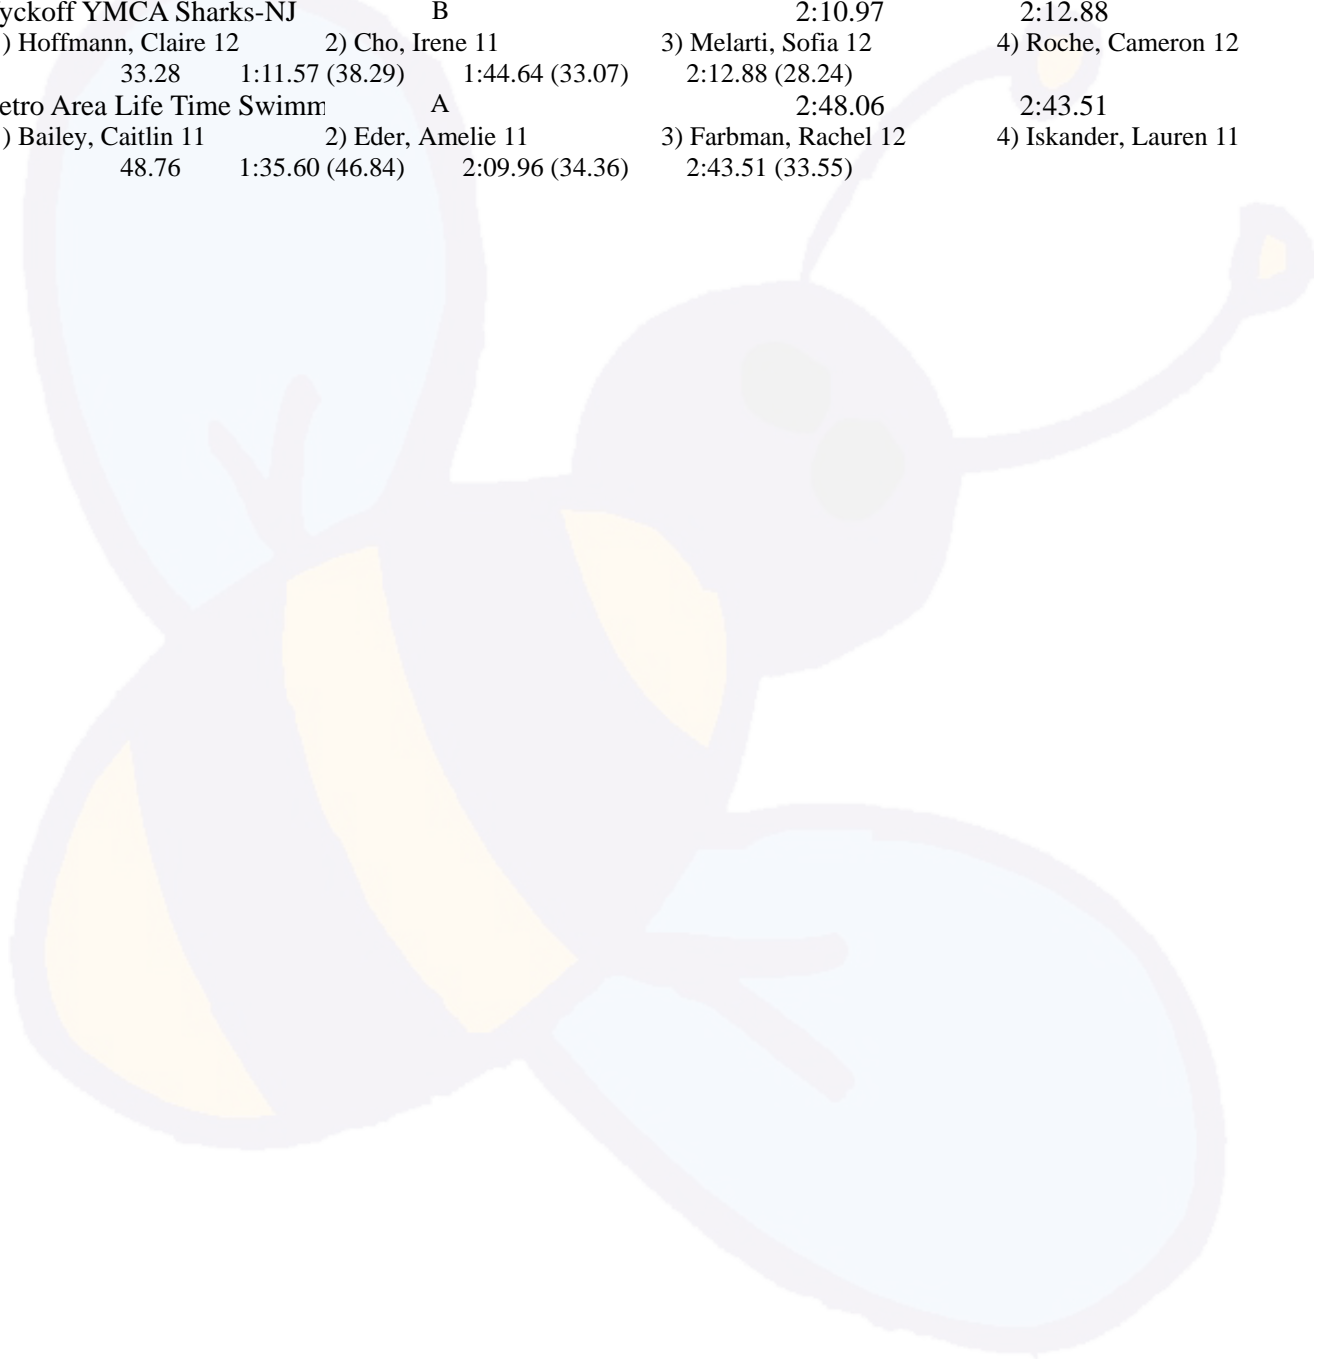 yckoff YMCA Sharks-NJ B 2:10.97 2:12.88
) Hoffmann, Claire 12 2) Cho, Irene 11 3) Melarti, Sofia 12 4) Roche, Cameron 12
33.28 1:11.57 (38.29) 1:44.64 (33.07) 2:12.88 (28.24)
etro Area Life Time Swimm A 2:48.06 2:43.51
) Bailey, Caitlin 11 2) Eder, Amelie 11 3) Farbman, Rachel 12 4) Iskander, Lauren 11
48.76 1:35.60 (46.84) 2:09.96 (34.36) 2:43.51 (33.55)